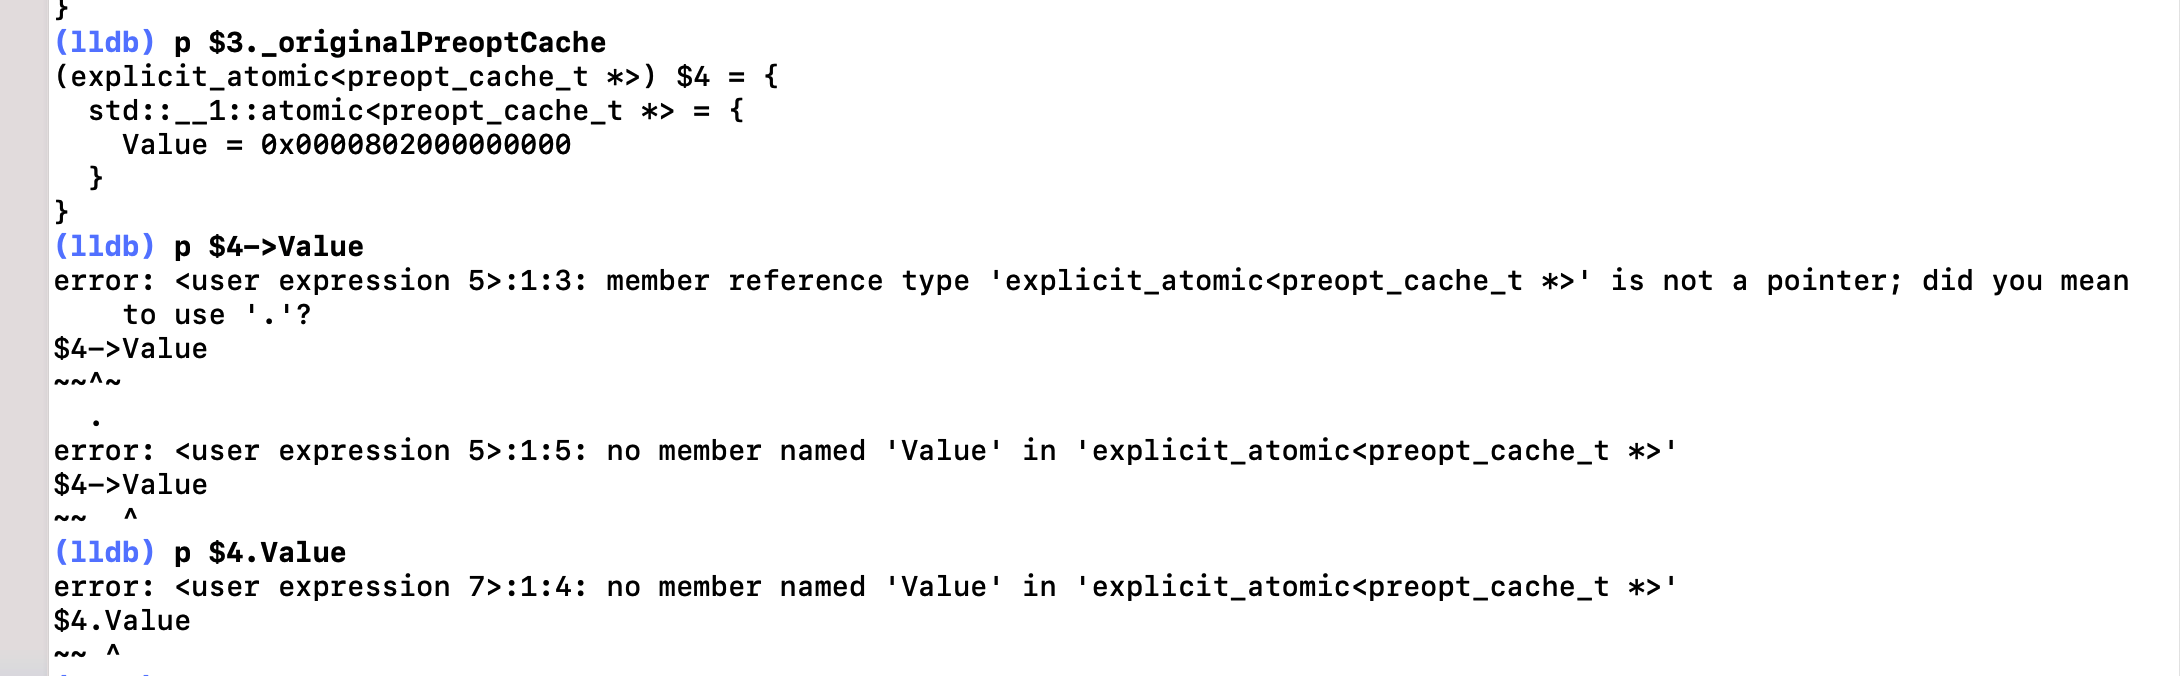 }
(lldb) p $3._originalPreoptCache
(explicit_atomic<preopt_cache_t *>) $4 = {
  std::__1::atomic<preopt_cache_t *> = {
    Value = 0x0000802000000000
  }
}
(lldb) p $4->Value
error: <user expression 5>:1:3: member reference type 'explicit_atomic<preopt_cache_t *>' is not a pointer; did you mean
    to use '.'?
$4->Value
~~^~
  .
error: <user expression 5>:1:5: no member named 'Value' in 'explicit_atomic<preopt_cache_t *>'
$4->Value
~~  ^
(lldb) p $4.Value
error: <user expression 7>:1:4: no member named 'Value' in 'explicit_atomic<preopt_cache_t *>'
$4.Value
~~ ^